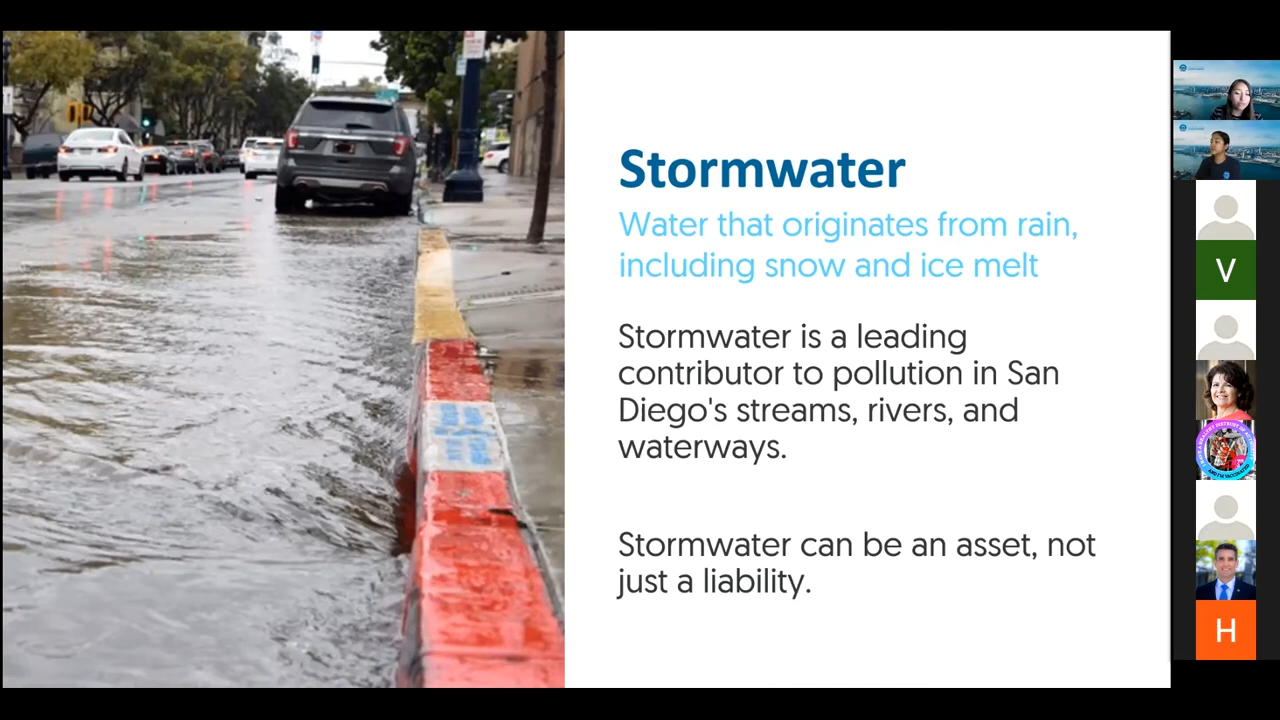 Stormwater
Water that originates from rain,
including snow and ice melt
Stormwater is a leading
contributor to pollution in San
Diego's streams, rivers, and
waterways.
Stormwater can be an asset, not
just a liability.
V
H